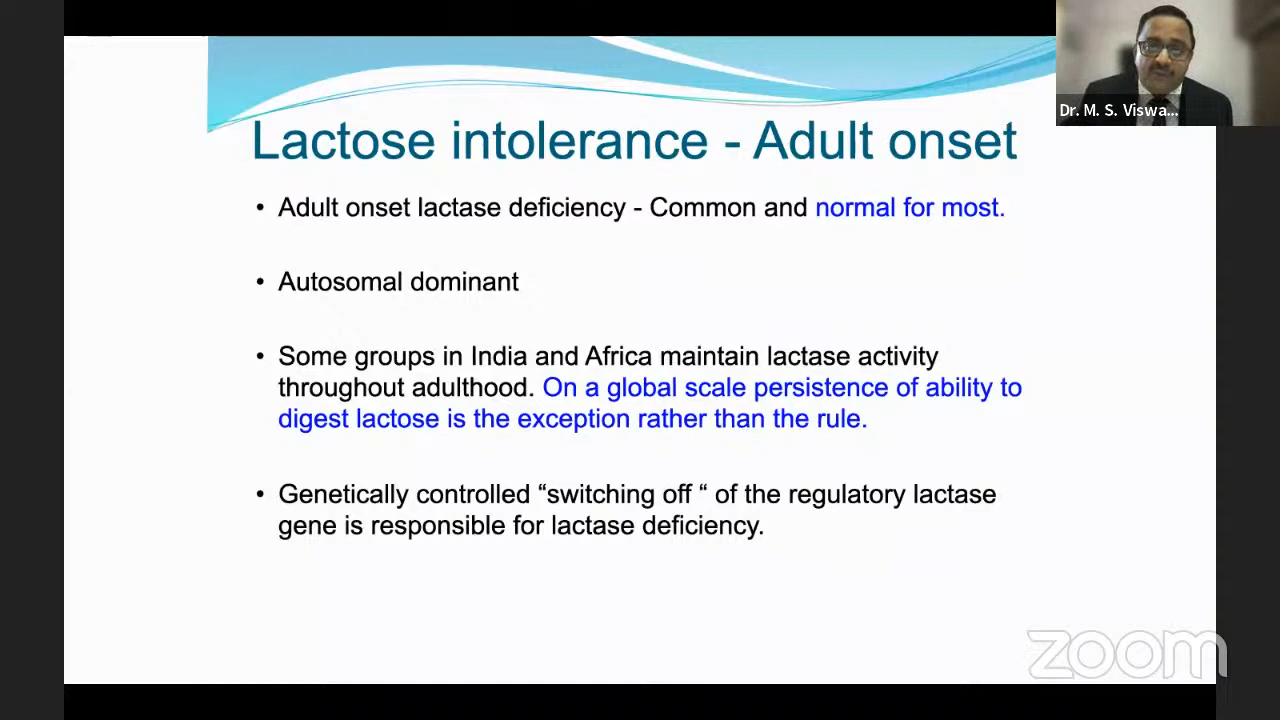 Dr. M. S. Viswa...
Lactose intolerance - Adult onset
• Adult onset lactase deficiency - Common and normal for most.
• Autosomal dominant
• Some groups in India and Africa maintain lactase activity
throughout adulthood. On a global scale persistence of ability to
digest lactose is the exception rather than the rule.
• Genetically controlled “switching off “ of the regulatory lactase
gene is responsible for lactase deficiency.
zoom